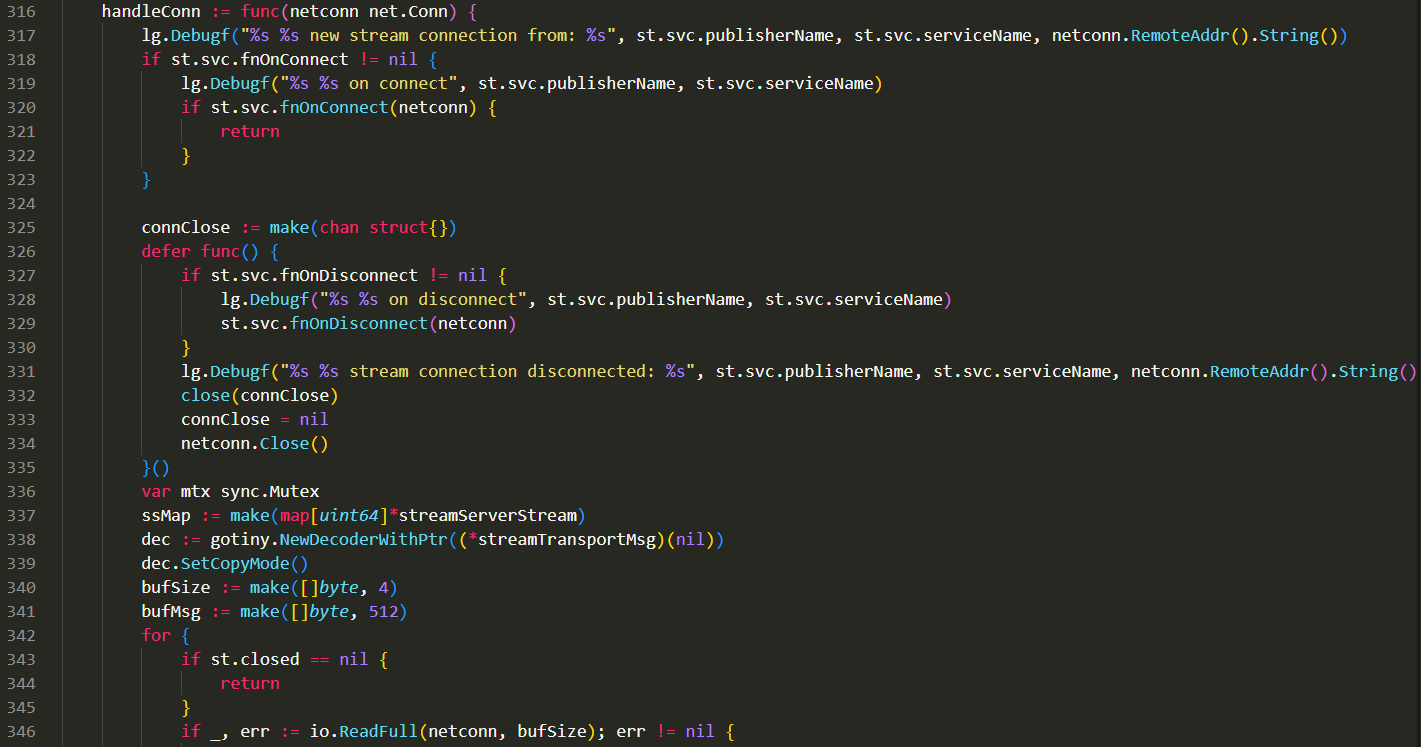 316 handleConn := func(netconn net.Conn) {
317 lg.Debugf("%s %s new stream connection from: %s", st.svc.publisherName, st.svc.serviceName, netconn.RemoteAddr().String())
318 if st.svc.fnOnConnect != nil {
319 lg.Debugf("%s %s on connect", st.svc.publisherName, st.svc.serviceName)
320 if st.svc.fnOnConnect(netconn) {
321 return
322 }
323 }
324
325 connClose := make(chan struct{})
326 defer func() {
327 if st.svc.fnOnDisconnect != nil {
328 lg.Debugf("%s %s on disconnect", st.svc.publisherName, st.svc.serviceName)
329 st.svc.fnOnDisconnect(netconn)
330 }
331 lg.Debugf("%s %s stream connection disconnected: %s", st.svc.publisherName, st.svc.serviceName, netconn.RemoteAddr().String()
332 close(connClose)
333 connClose = nil
334 netconn.Close()
335 }()
336 var mtx sync.Mutex
337 ssMap := make(map[uint64]*streamServerStream)
338 dec := gotiny.NewDecoderWithPtr((*streamTransportMsg)(nil))
339 dec.SetCopyMode()
340 bufSize := make([]byte, 4)
341 bufMsg := make([]byte, 512)
342 for {
343 if st.closed == nil {
344 return
345 }
346 if _, err := io.ReadFull(netconn, bufSize); err != nil {